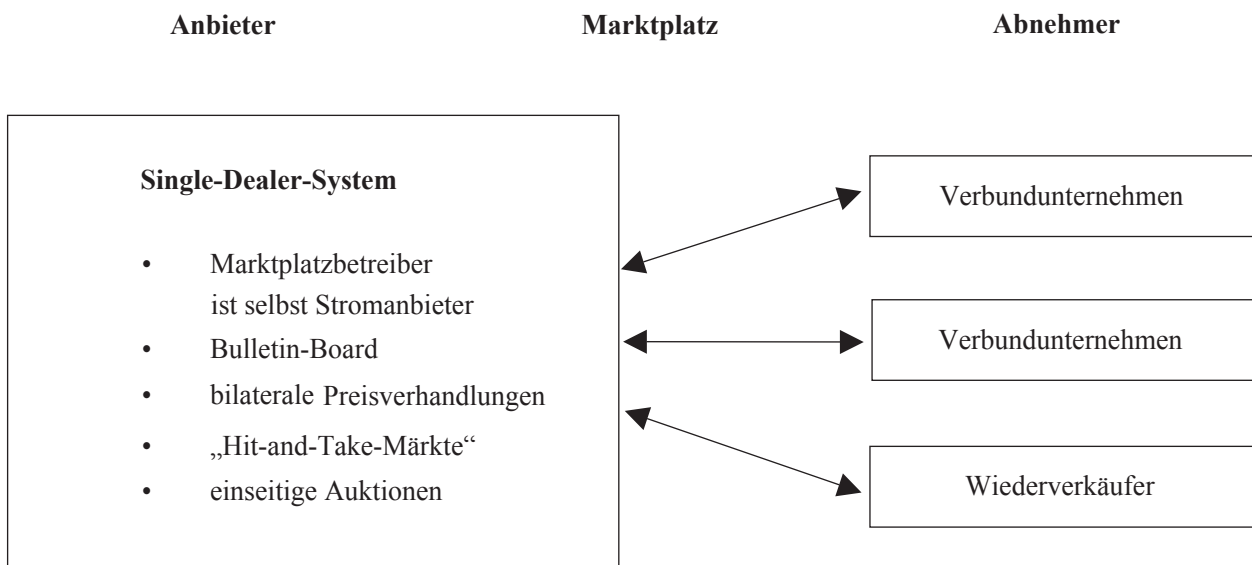 Anbieter Marktplatz Abnehmer
Single-Dealer-System
• Marktplatzbetreiber
ist selbst Stromanbieter
• Bulletin-Board
• bilaterale Preisverhandlungen
• „Hit-and-Take-Märkte“
• einseitige Auktionen
Verbundunternehmen
Verbundunternehmen
Wiederverkäufer